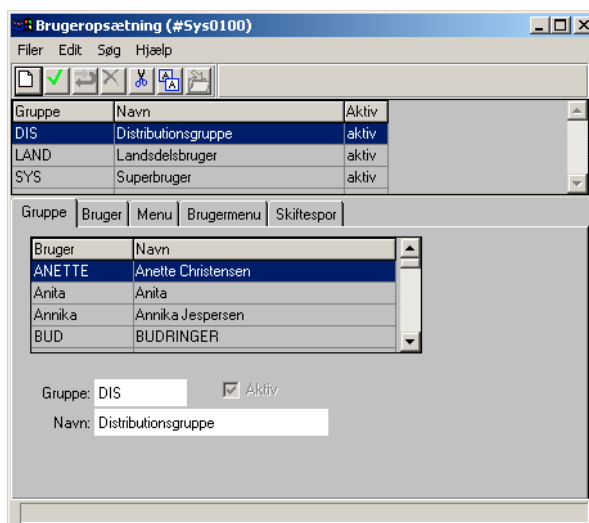 Brugeropsætning (#Sys0100)
Filer Edit Søg Hjælp
Gruppe Navn Aktiv
DIS Distributionsgruppe aktiv
LAND Landsdelsbruger aktiv
SYS Superbruger aktiv
Gruppe Bruger Menu Brugermenu Skiftespor
Bruger Navn
ANETTE Anette Christensen
Anita Anita
Annika Annika Jespersen
BUD BUDRINGER
Gruppe: DIS Aktiv
Navn: Distributionsgruppe